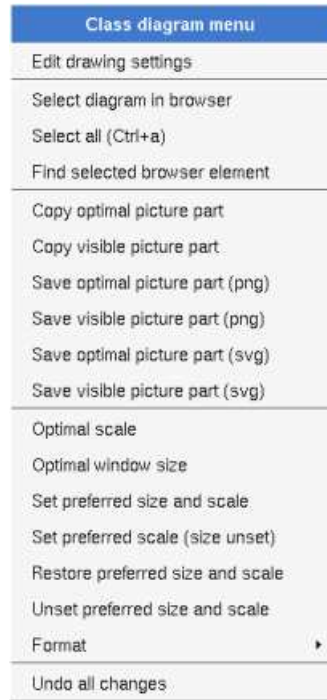 Class diagram menu
Edit drawing settings
Select diagram in browser
Select all (Ctrl+a)
Find selected browser element
Copy optimal picture part
Copy visible picture part
Save optimal picture part (png)
Save visible picture part (png)
Save optimal picture part (svg)
Save visible picture part (svg)
Optimal scale
Optimal window size
Set preferred size and scale
Set preferred scale (size unset)
Restore preferred size and scale
Unset preferred size and scale
Format
Undo all changes